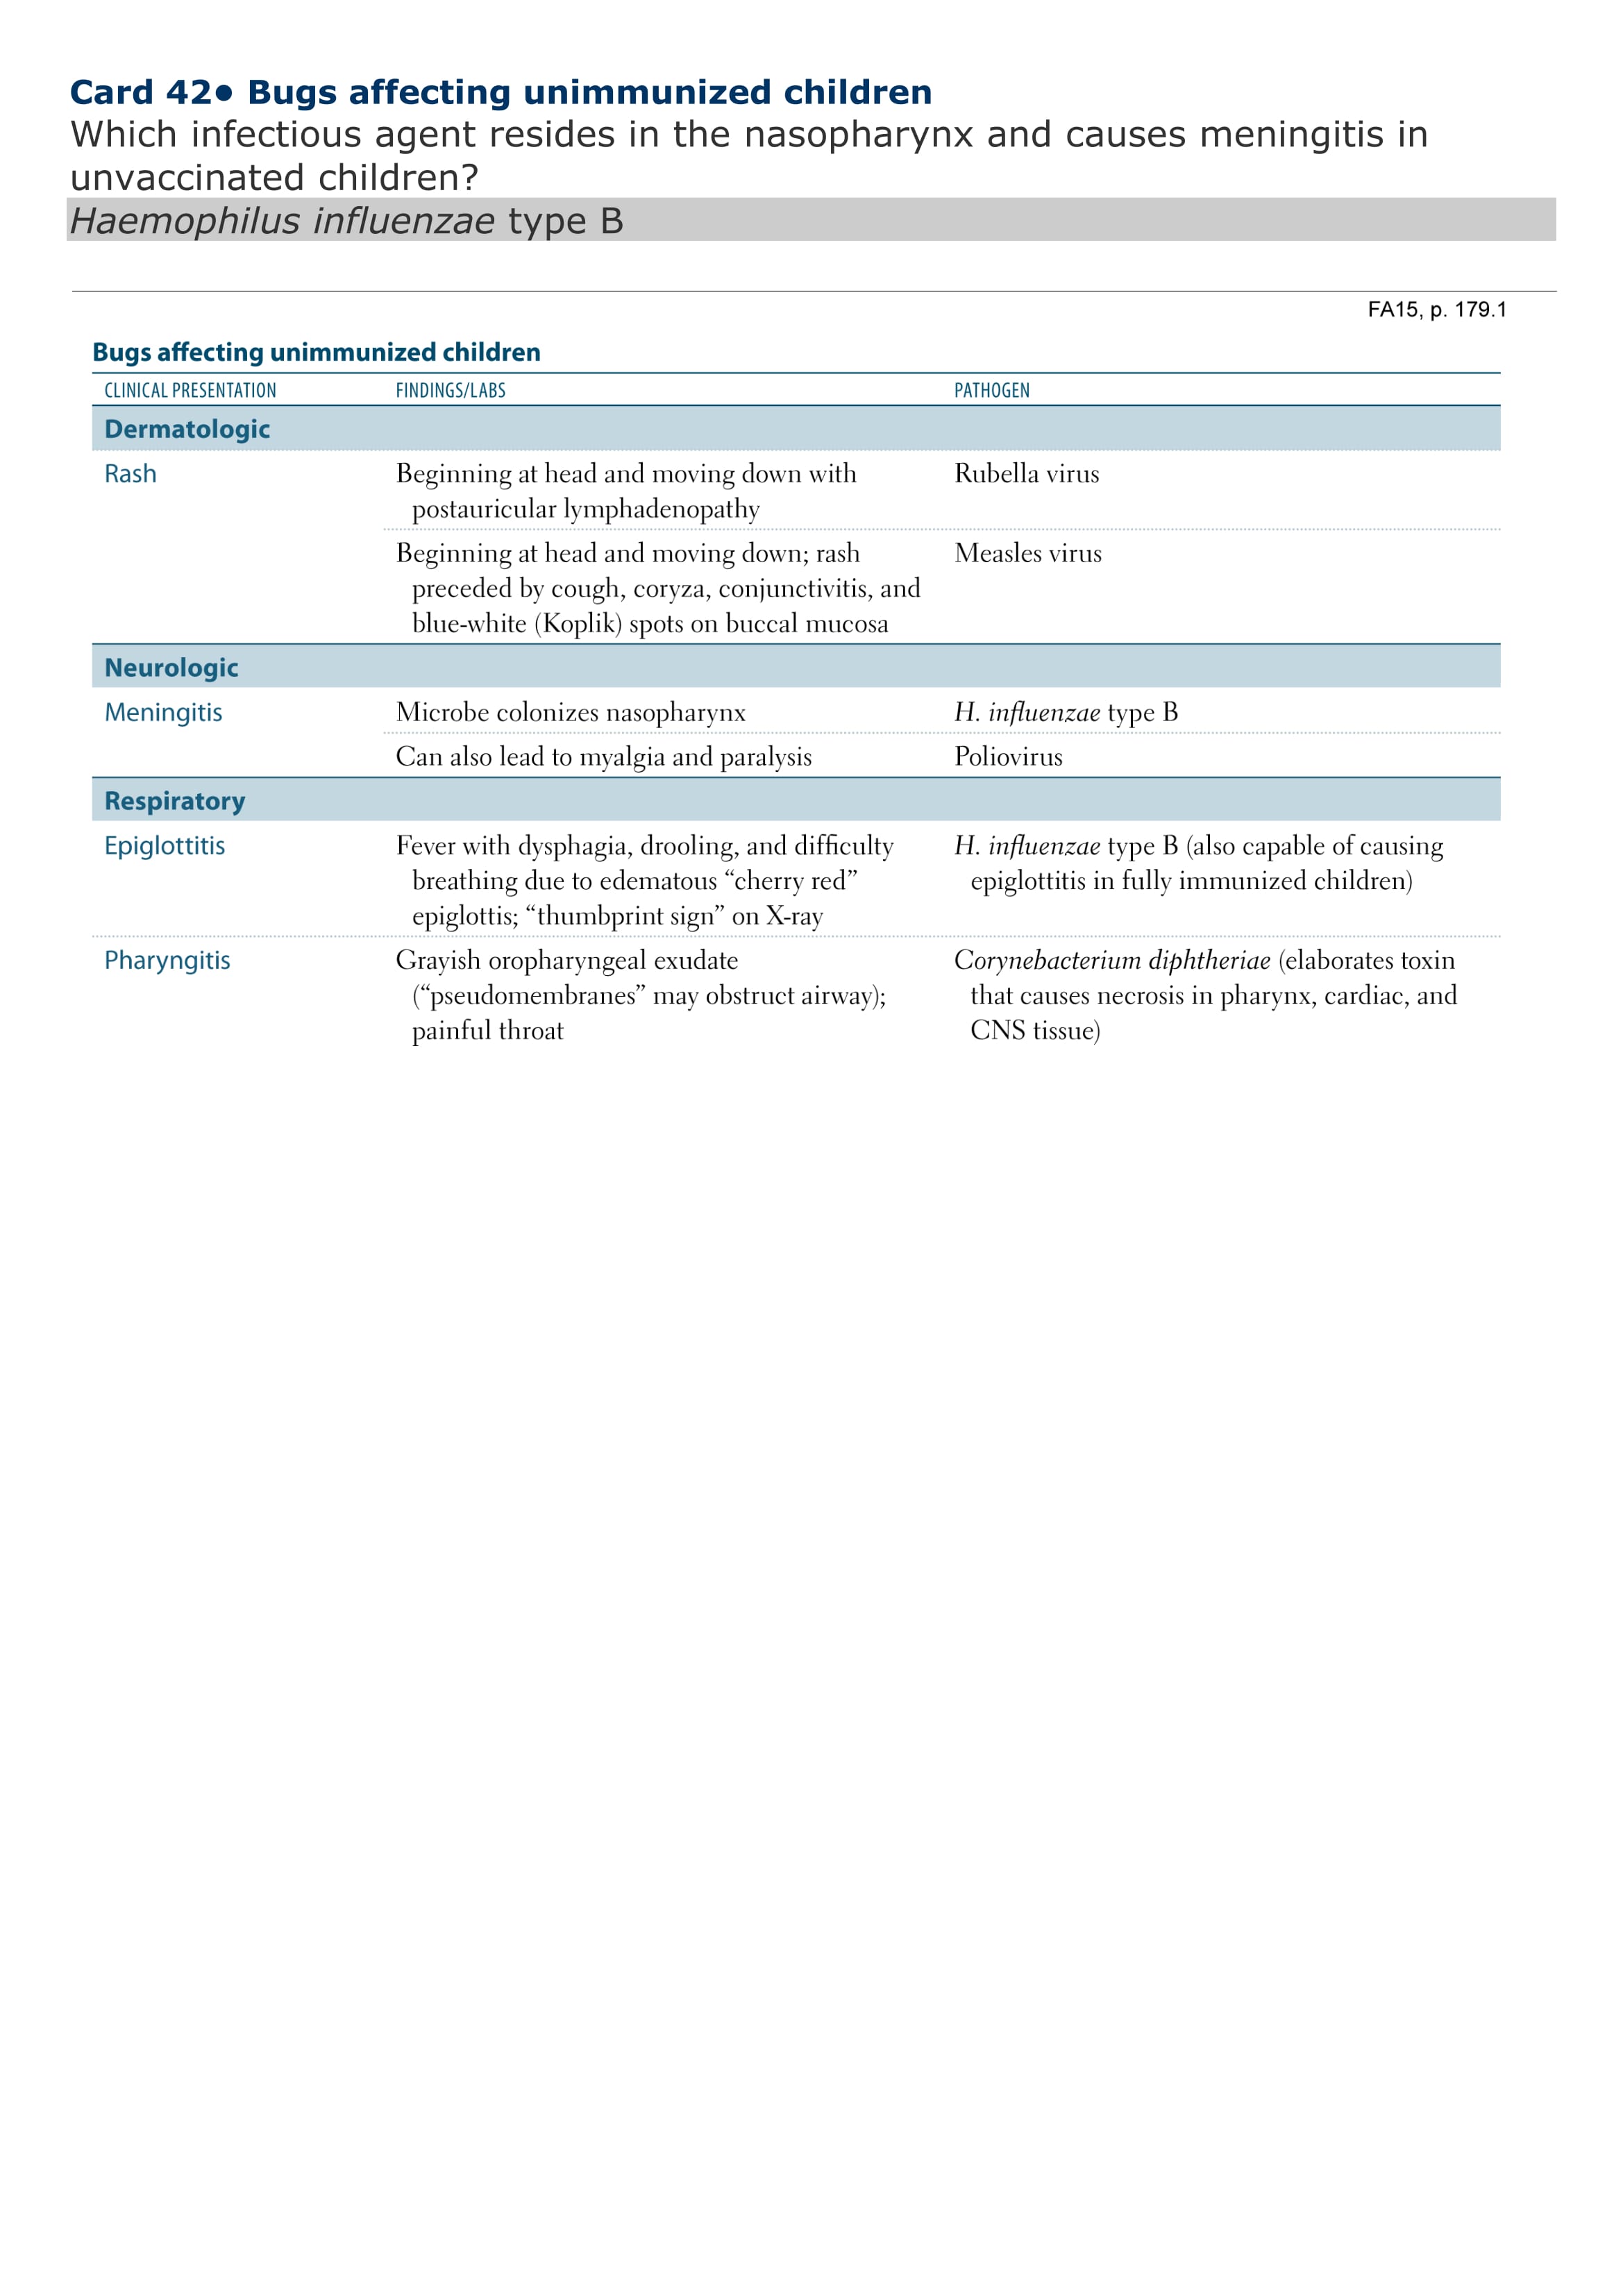 Card 42● Bugs affecting unimmunized children
Which infectious agent resides in the nasopharynx and causes meningitis in
unvaccinated children?
Haemophilus influenzae type B
FA15, p. 179.1
Bugs affecting unimmunized children
CLINICAL PRESENTATION FINDINGS/LABS PATHOGEN
Dermatologic
Rash Beginning at head and moving down with Rubella virus
postauricular lymphadenopathy
Beginning at head and moving down; rash Measles virus
preceded by cough, coryza, conjunctivitis, and
blue-white (Koplik) spots on buccal mucosa
Neurologic
Meningitis Microbe colonizes nasopharynx H. influenzae type B
Can also lead to myalgia and paralysis Poliovirus
Respiratory
Epiglottitis Fever with dysphagia, drooling, and difficulty H. influenzae type B (also capable of causing
breathing due to edematous “cherry red” epiglottitis in fully immunized children)
epiglottis; “thumbprint sign” on X-ray
Pharyngitis Grayish oropharyngeal exudate Corynebacterium diphtheriae (elaborates toxin
(“pseudomembranes” may obstruct airway); that causes necrosis in pharynx, cardiac, and
painful throat CNS tissue)